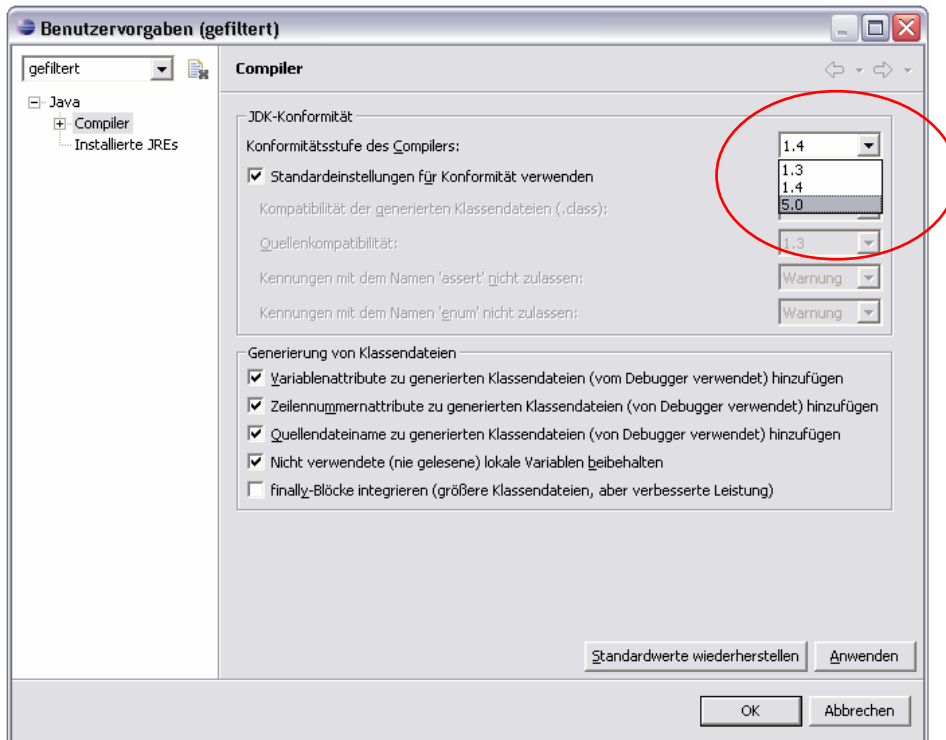 Benutzervorgaben (gefiltert)
gefiltert
Java
Compiler
Installierte JREs
Compiler
JDK-Konformität
Konformitätsstufe des Compilers:
1.4
1.3
1.4
5.0
Standardeinstellungen für Konformität verwenden
Kompatibilität der generierten Klassendateien (.class):
Quellenkompatibilität:
1.3
Kennungen mit dem Namen 'assert' nicht zulassen:
Warnung
Kennungen mit dem Namen 'enum' nicht zulassen:
Warnung
Generierung von Klassendateien
Variablenattribute zu generierten Klassendateien (vom Debugger verwendet) hinzufügen
Zeilennummernattribute zu generierten Klassendateien (von Debugger verwendet) hinzufügen
Quellendateiname zu generierten Klassendateien (von Debugger verwendet) hinzufügen
Nicht verwendete (nie gelesene) lokale Variablen beibehalten
finally-Blöcke integrieren (größere Klassendateien, aber verbesserte Leistung)
Standardwerte wiederherstellen
Anwenden
OK
Abbrechen